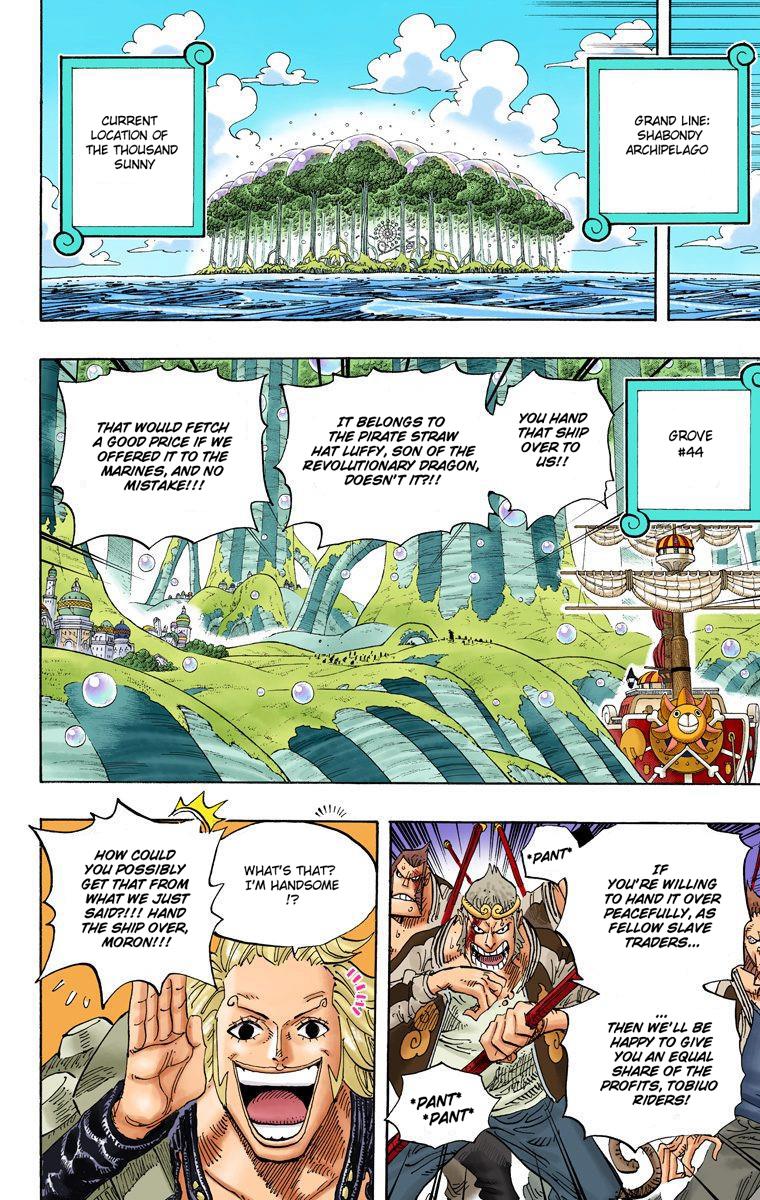 GRAND LINE:
SHABONDY
ARCHIPELAGO
CURRENT
LOCATION OF
THE THOUSAND
SUNNY
GROVE
#44
YOU HAND
THAT SHIP
OVER TO
US!!
IT BELONGS TO
THE PIRATE STRAW
HAT LUFFY, SON OF THE
REVOLUTIONARY DRAGON,
DOESN'T IT?!!
THAT WOULD FETCH
A GOOD PRICE IF WE
OFFERED IT TO THE
MARINES, AND NO
MISTAKE!!!
IF
YOU'RE WILLING
TO HAND IT OVER
PEACEFULLY, AS
FELLOW SLAVE
TRADERS...
...
THEN WE'LL BE
HAPPY TO GIVE
YOU AN EQUAL
SHARE OF THE
PROFITS, TOBIUO
RIDERS!
*PANT*
*PANT*
*PANT*
WHAT'S THAT?
I'M HANDSOME
!?
HOW COULD
YOU POSSIBLY
GET THAT FROM
WHAT WE JUST
SAID?!!! HAND
THE SHIP OVER,
MORON!!!